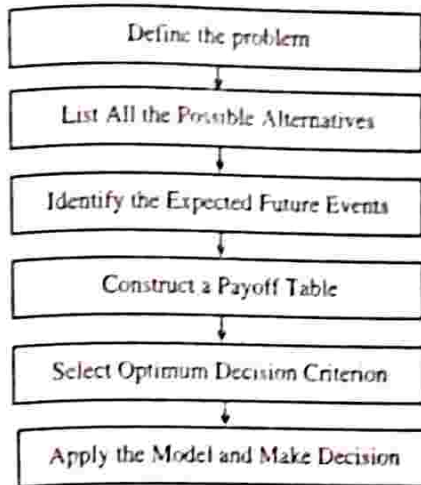 Define the problem
List All the Possible Alternatives
Identify the Expected Future Events
Construct a Payoff Table
Select Optimum Decision Criterion
Apply the Model and Make Decision